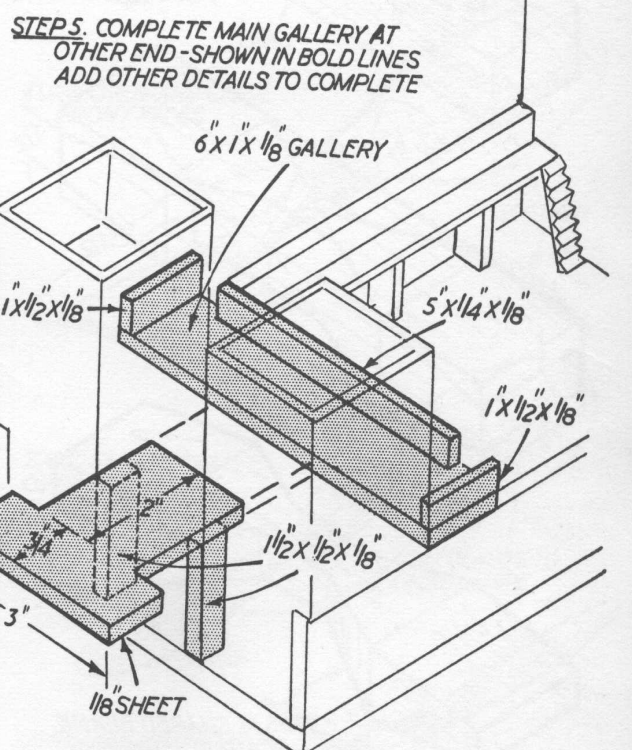 STEP 5. COMPLETE MAIN GALLERY AT
OTHER END - SHOWN IN BOLD LINES
ADD OTHER DETAILS TO COMPLETE
6"X1"X1/8" GALLERY
1"X1/2"X1/8"
5"X1/4"X1/8"
1"X1/2"X1/8"
2"
3/4"
1 1/2"X1/2"X1/8"
3"
1/8" SHEET